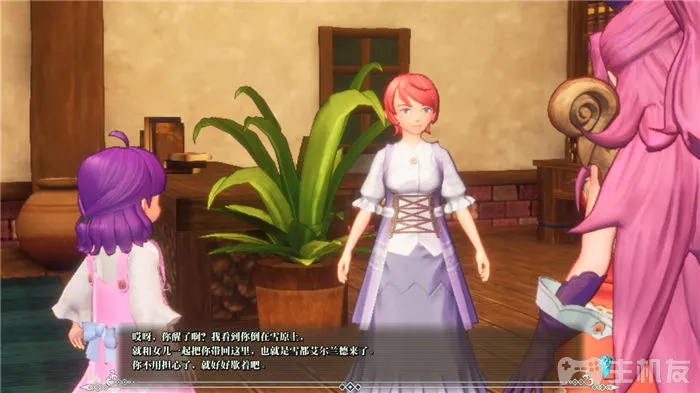 哎呀，你醒了啊？我看到你倒在雪原上，
就和女儿一起把你带回这里，也就是雪都艾尔兰德来了。
你不用担心了，就好好歇着吧。
主机友